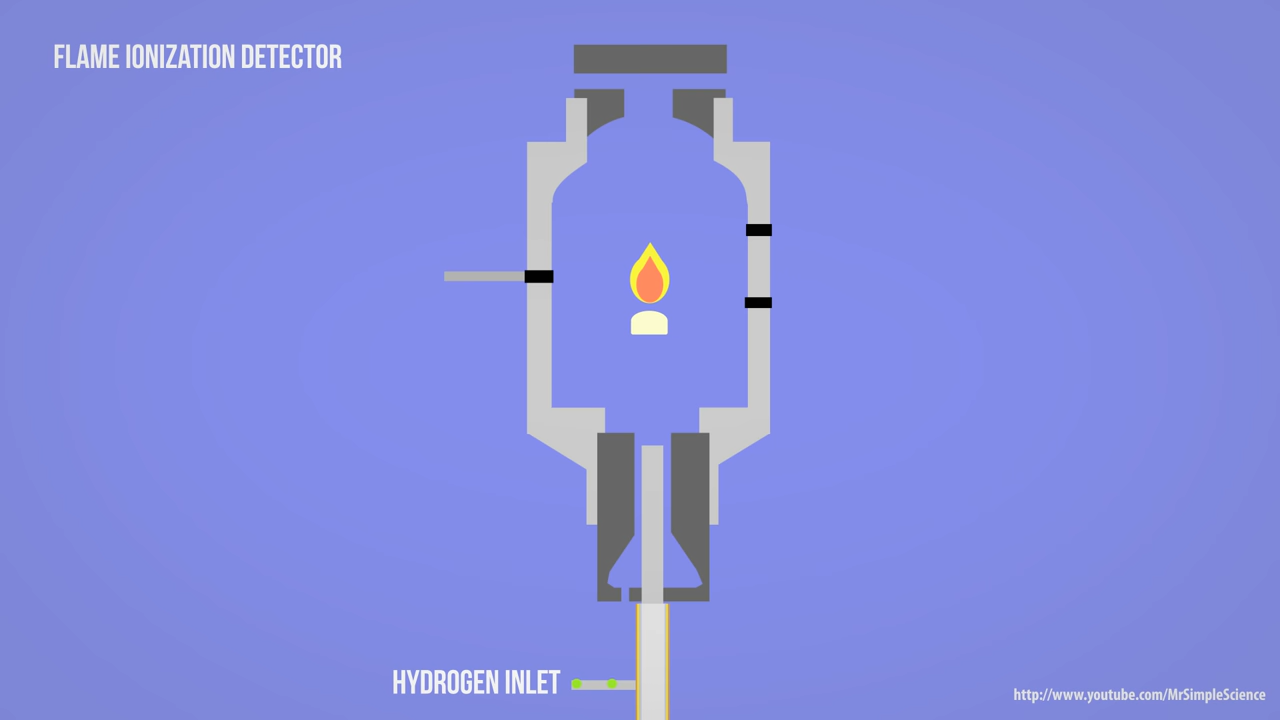 FLAME IONIZATION DETECTOR
HYDROGEN INLET
http://www.youtube.com/MrSimpleScience